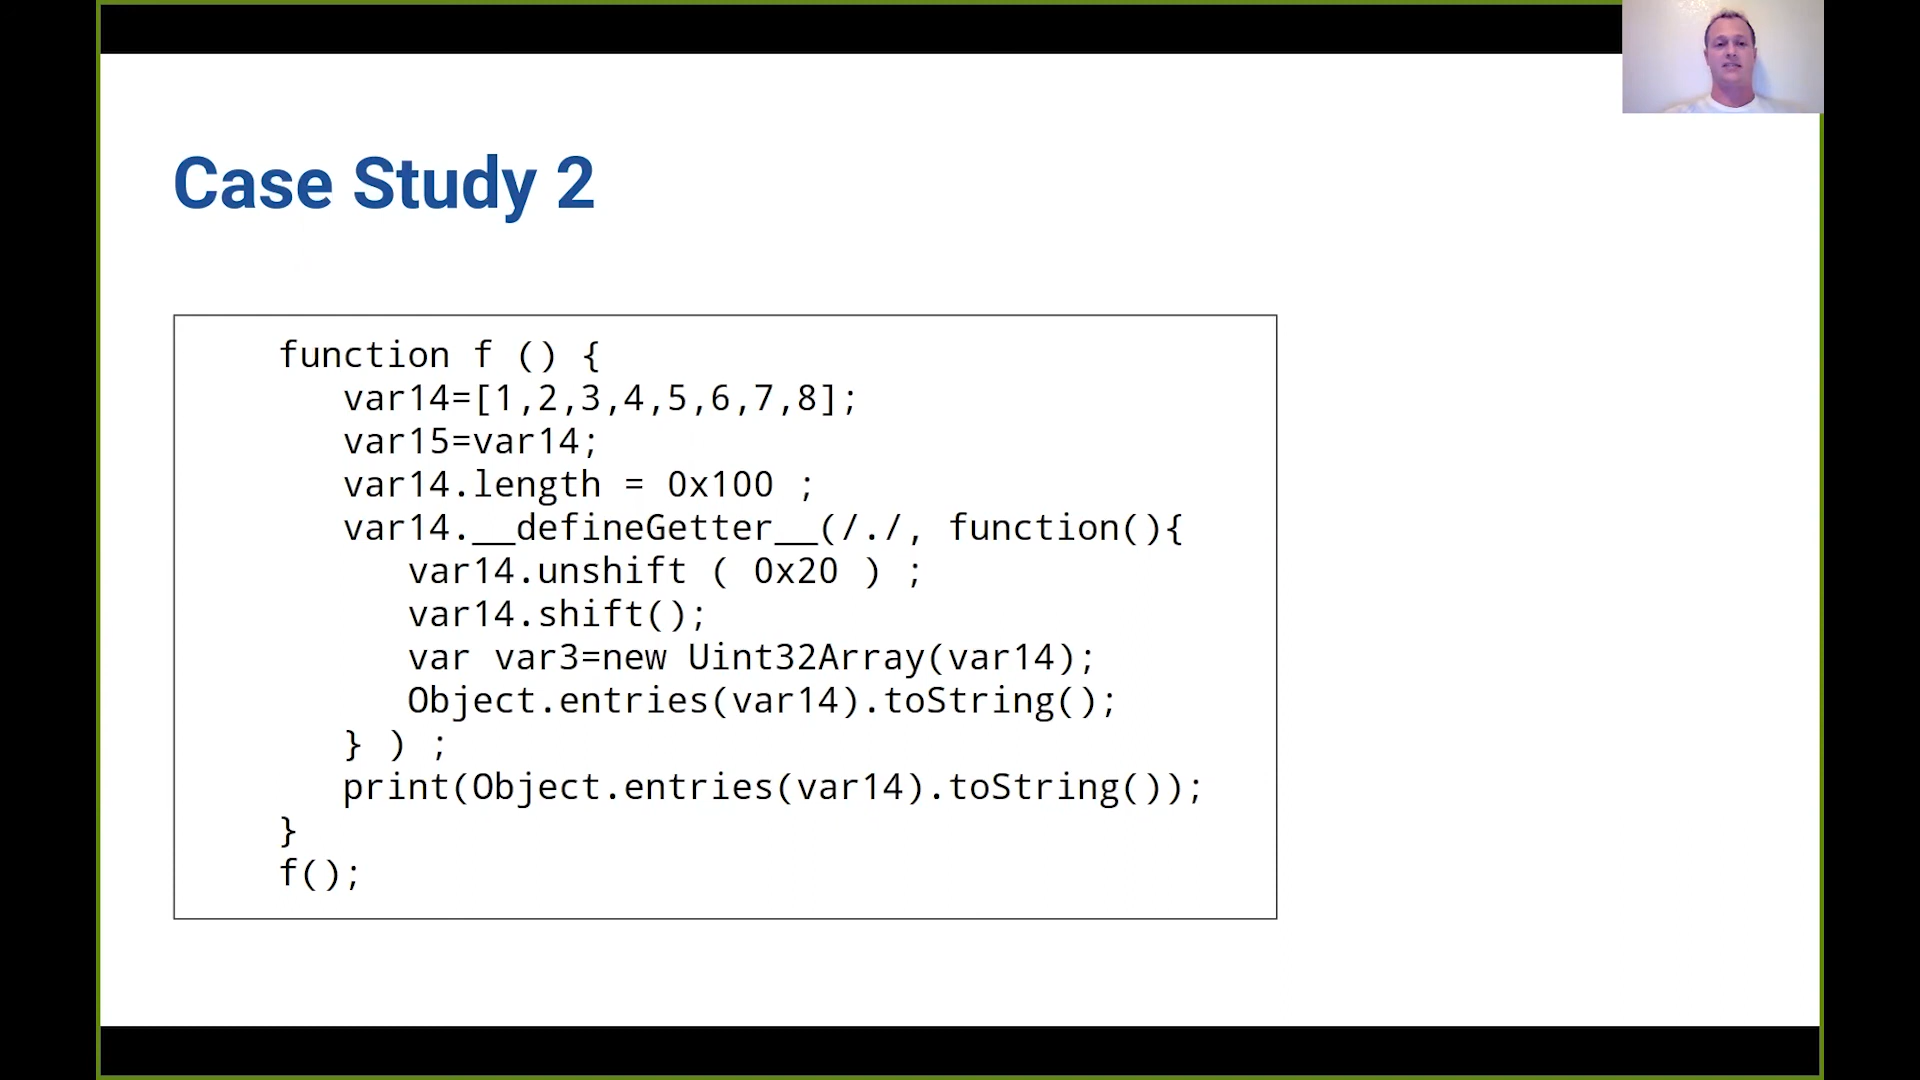 Case Study 2
function f () {
var14=[1,2,3,4,5,6,7,8];
var15=var14;
var14.length = 0x100 ;
var14.__defineGetter__(/./, function(){
var14.unshift ( 0x20 ) ;
var14.shift();
var var3=new Uint32Array(var14);
Object.entries(var14).toString();
} ) ;
print(Object.entries(var14).toString());
}
f();